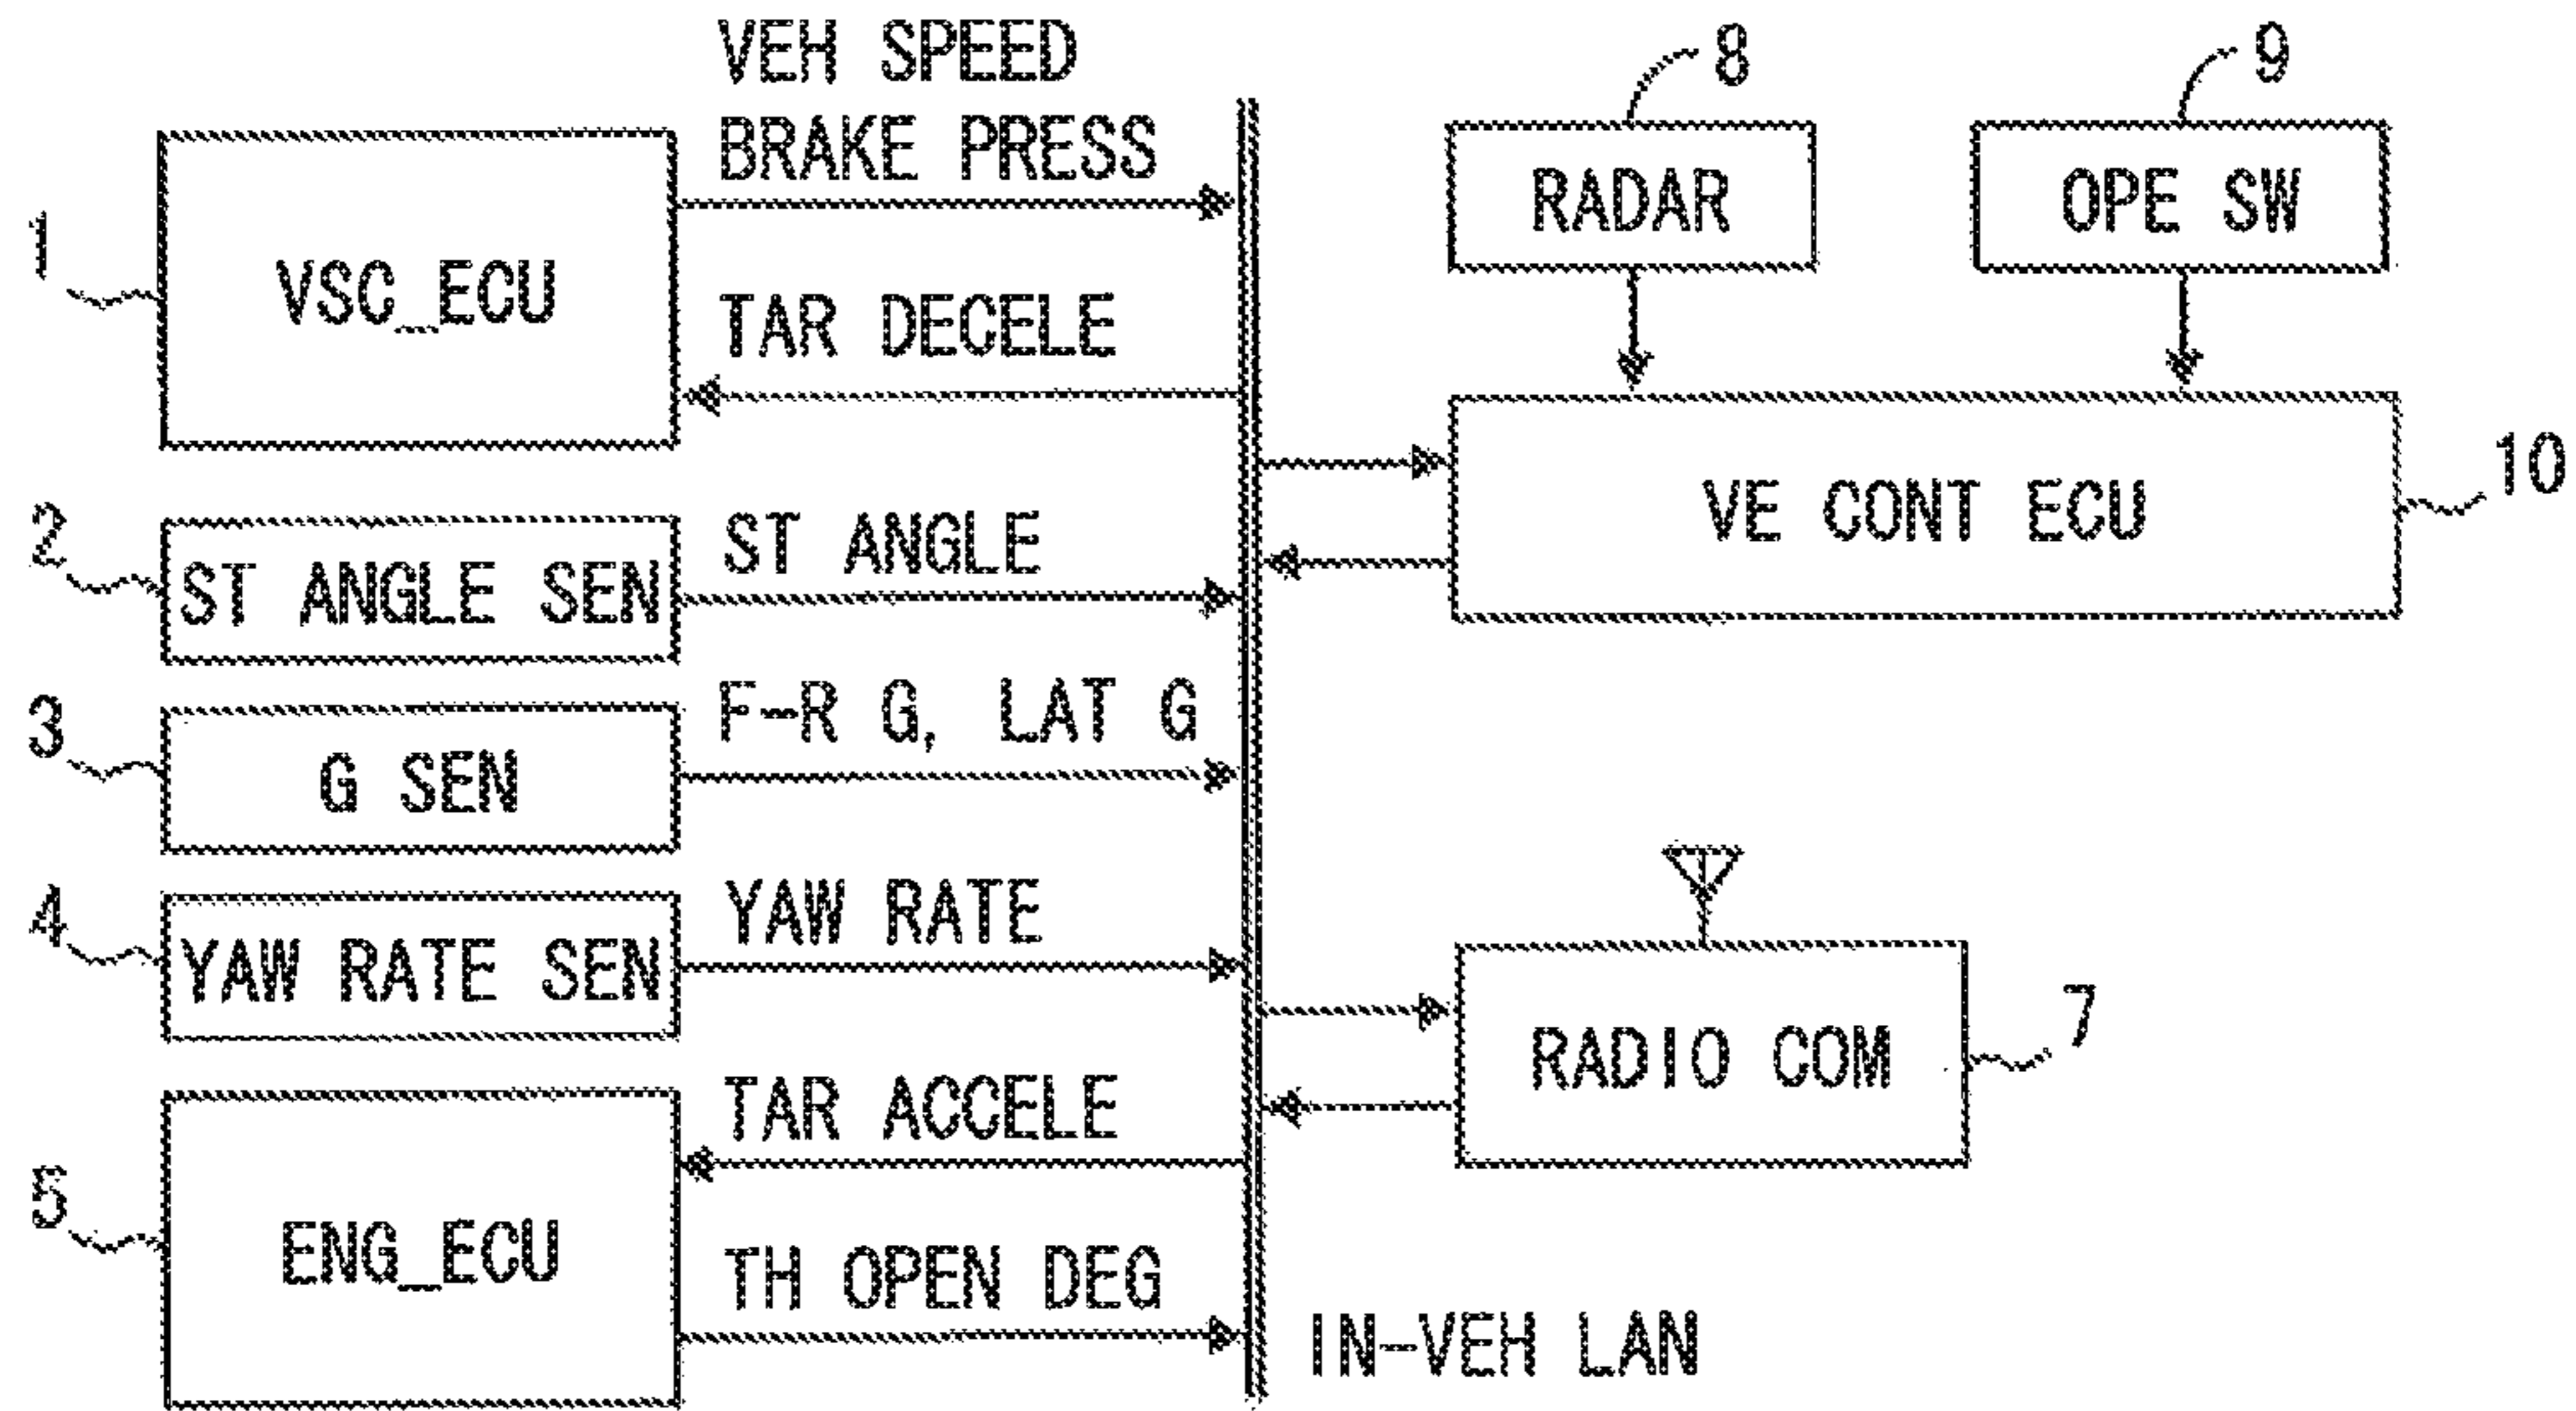 VEH SPEED
BRAKE PRESS
1
VSC_ECU
TAR DECELE
8
RADAR
9
OPE SW
10
VE CONT ECU
2
ST ANGLE SEN
ST ANGLE
3
G SEN
F-R G, LAT G
4
YAW RATE SEN
YAW RATE
7
RADIO COM
5
ENG_ECU
TAR ACCELE
TH OPEN DEG
IN-VEH LAN